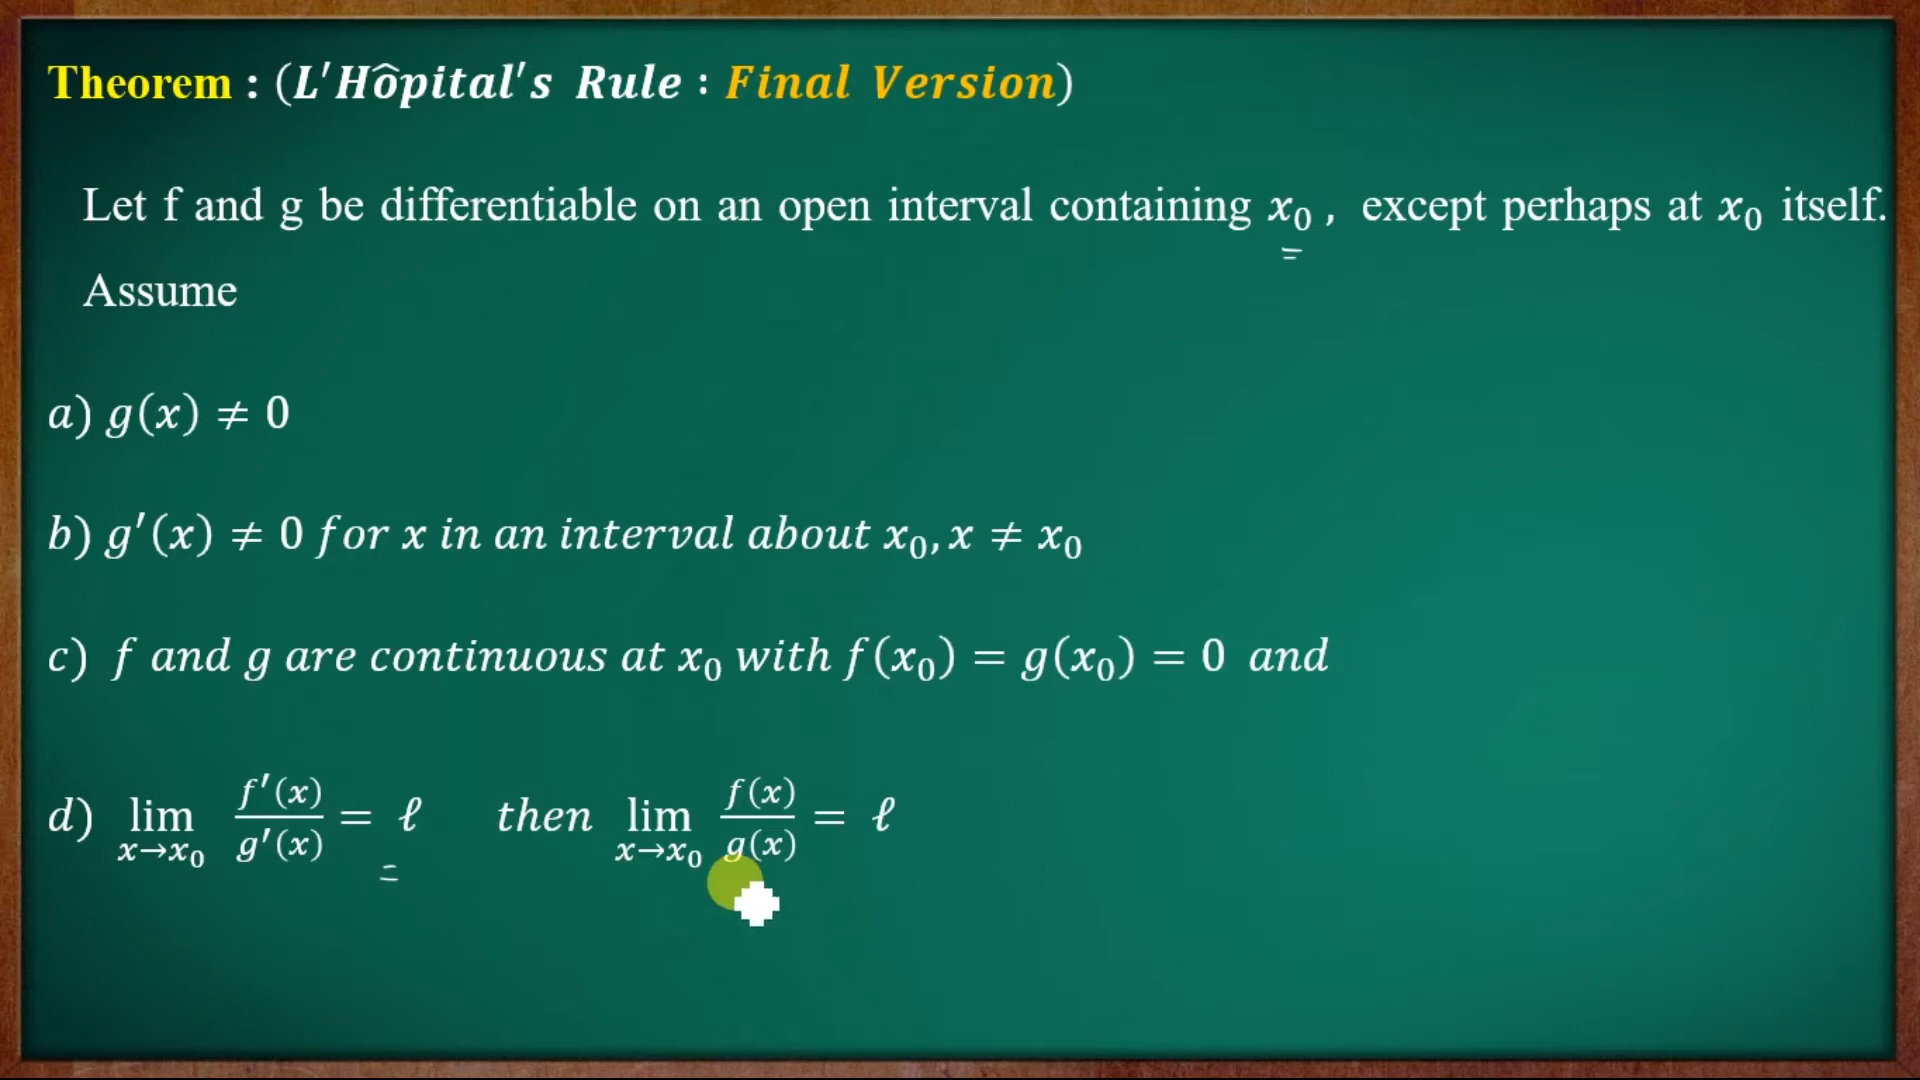 Theorem : (L′Hôpital′s Rule : Final Version)
Let f and g be differentiable on an open interval containing x₀ , except perhaps at x₀ itself.
Assume
a) g(x) ≠ 0
b) g′(x) ≠ 0 for x in an interval about x₀, x ≠ x₀
c) f and g are continuous at x₀ with f(x₀) = g(x₀) = 0 and
d) lim x→x₀ f′(x)/g′(x) = ℓ then lim x→x₀ f(x)/g(x) = ℓ